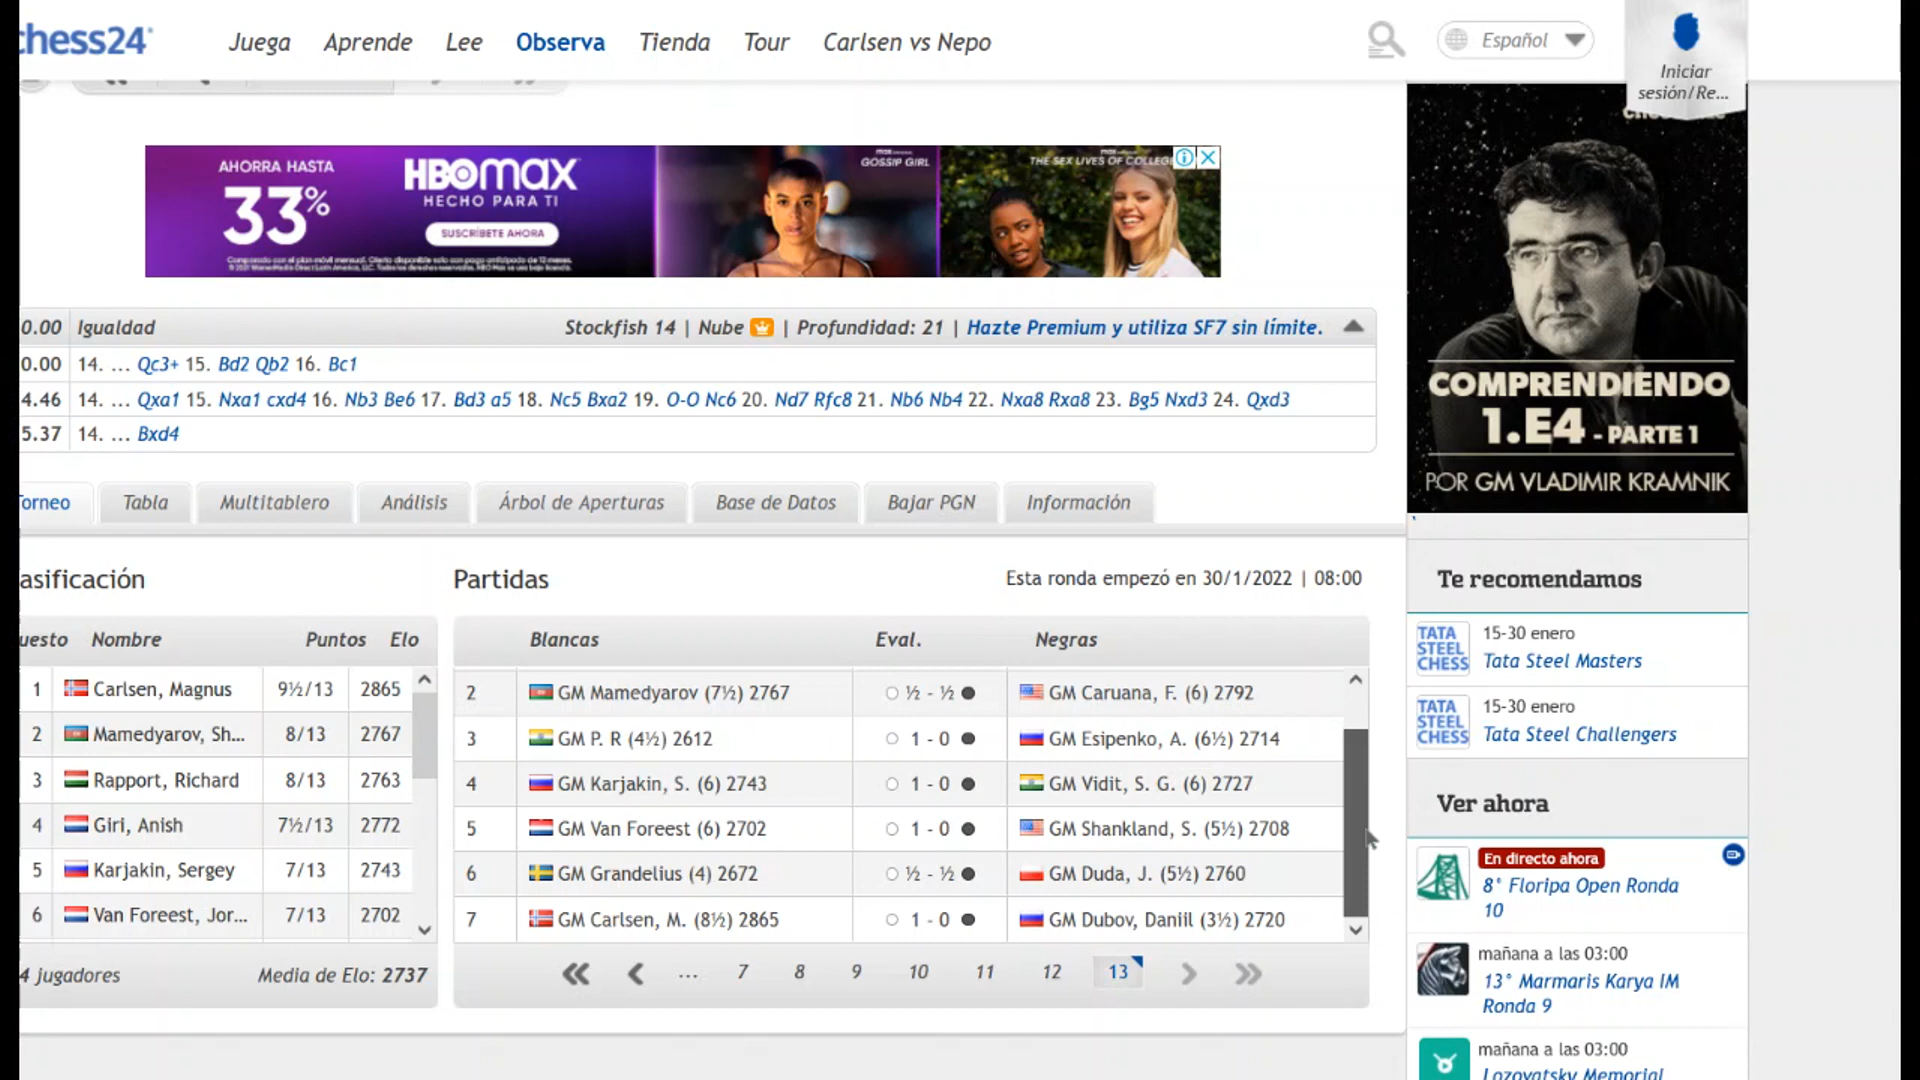 chess24
Juega Aprende Lee Observa Tienda Tour Carlsen vs Nepo
Español
Iniciar
sesión/Re...
AHORRA HASTA
33%
HBOmax
HECHO PARA TI
SUSCRÍBETE AHORA
GOSSIP GIRL
THE SEX LIVES OF COLLEGE
COMPRENDIENDO
1.E4 - PARTE 1
POR GM VLADIMIR KRAMNIK
0.00 Igualdad Stockfish 14 | Nube | Profundidad: 21 | Hazte Premium y utiliza SF7 sin límite.
0.00 14. ... Qc3+ 15. Bd2 Qb2 16. Bc1
4.46 14. ... Qxa1 15. Nxa1 cxd4 16. Nb3 Be6 17. Bd3 a5 18. Nc5 Bxa2 19. O-O Nc6 20. Nd7 Rfc8 21. Nb6 Nb4 22. Nxa8 Rxa8 23. Bg5 Nxd3 24. Qxd3
5.37 14. ... Bxd4
Torneo Tabla Multitablero Análisis Árbol de Aperturas Base de Datos Bajar PGN Información
asificación
uesto Nombre Puntos Elo
1 Carlsen, Magnus 9½/13 2865
2 Mamedyarov, Sh... 8/13 2767
3 Rapport, Richard 8/13 2763
4 Giri, Anish 7½/13 2772
5 Karjakin, Sergey 7/13 2743
6 Van Foreest, Jor... 7/13 2702
4 jugadores Media de Elo: 2737
Partidas Esta ronda empezó en 30/1/2022 | 08:00
Blancas Eval. Negras
2 GM Mamedyarov (7½) 2767 ½ - ½ GM Caruana, F. (6) 2792
3 GM P. R (4½) 2612 1 - 0 GM Esipenko, A. (6½) 2714
4 GM Karjakin, S. (6) 2743 1 - 0 GM Vidit, S. G. (6) 2727
5 GM Van Foreest (6) 2702 1 - 0 GM Shankland, S. (5½) 2708
6 GM Grandelius (4) 2672 ½ - ½ GM Duda, J. (5½) 2760
7 GM Carlsen, M. (8½) 2865 1 - 0 GM Dubov, Daniil (3½) 2720
... 7 8 9 10 11 12 13
Te recomendamos
TATA
STEEL
CHESS
15-30 enero
Tata Steel Masters
TATA
STEEL
CHESS
15-30 enero
Tata Steel Challengers
Ver ahora
En directo ahora
8° Floripa Open Ronda
10
mañana a las 03:00
13° Marmaris Karya IM
Ronda 9
mañana a las 03:00
Lozovatsky Memorial